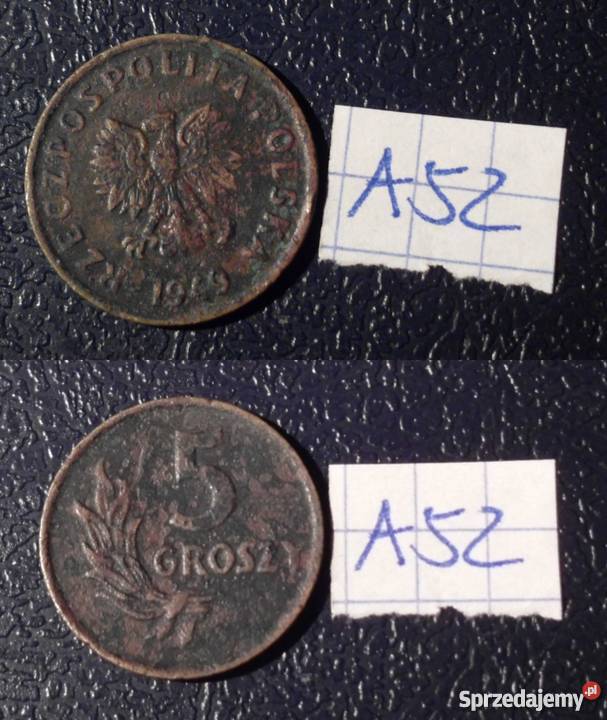 RZECZPOSPOLITA POLSKA
1949
A52
5
GROSZY
A52
Sprzedajemy.pl